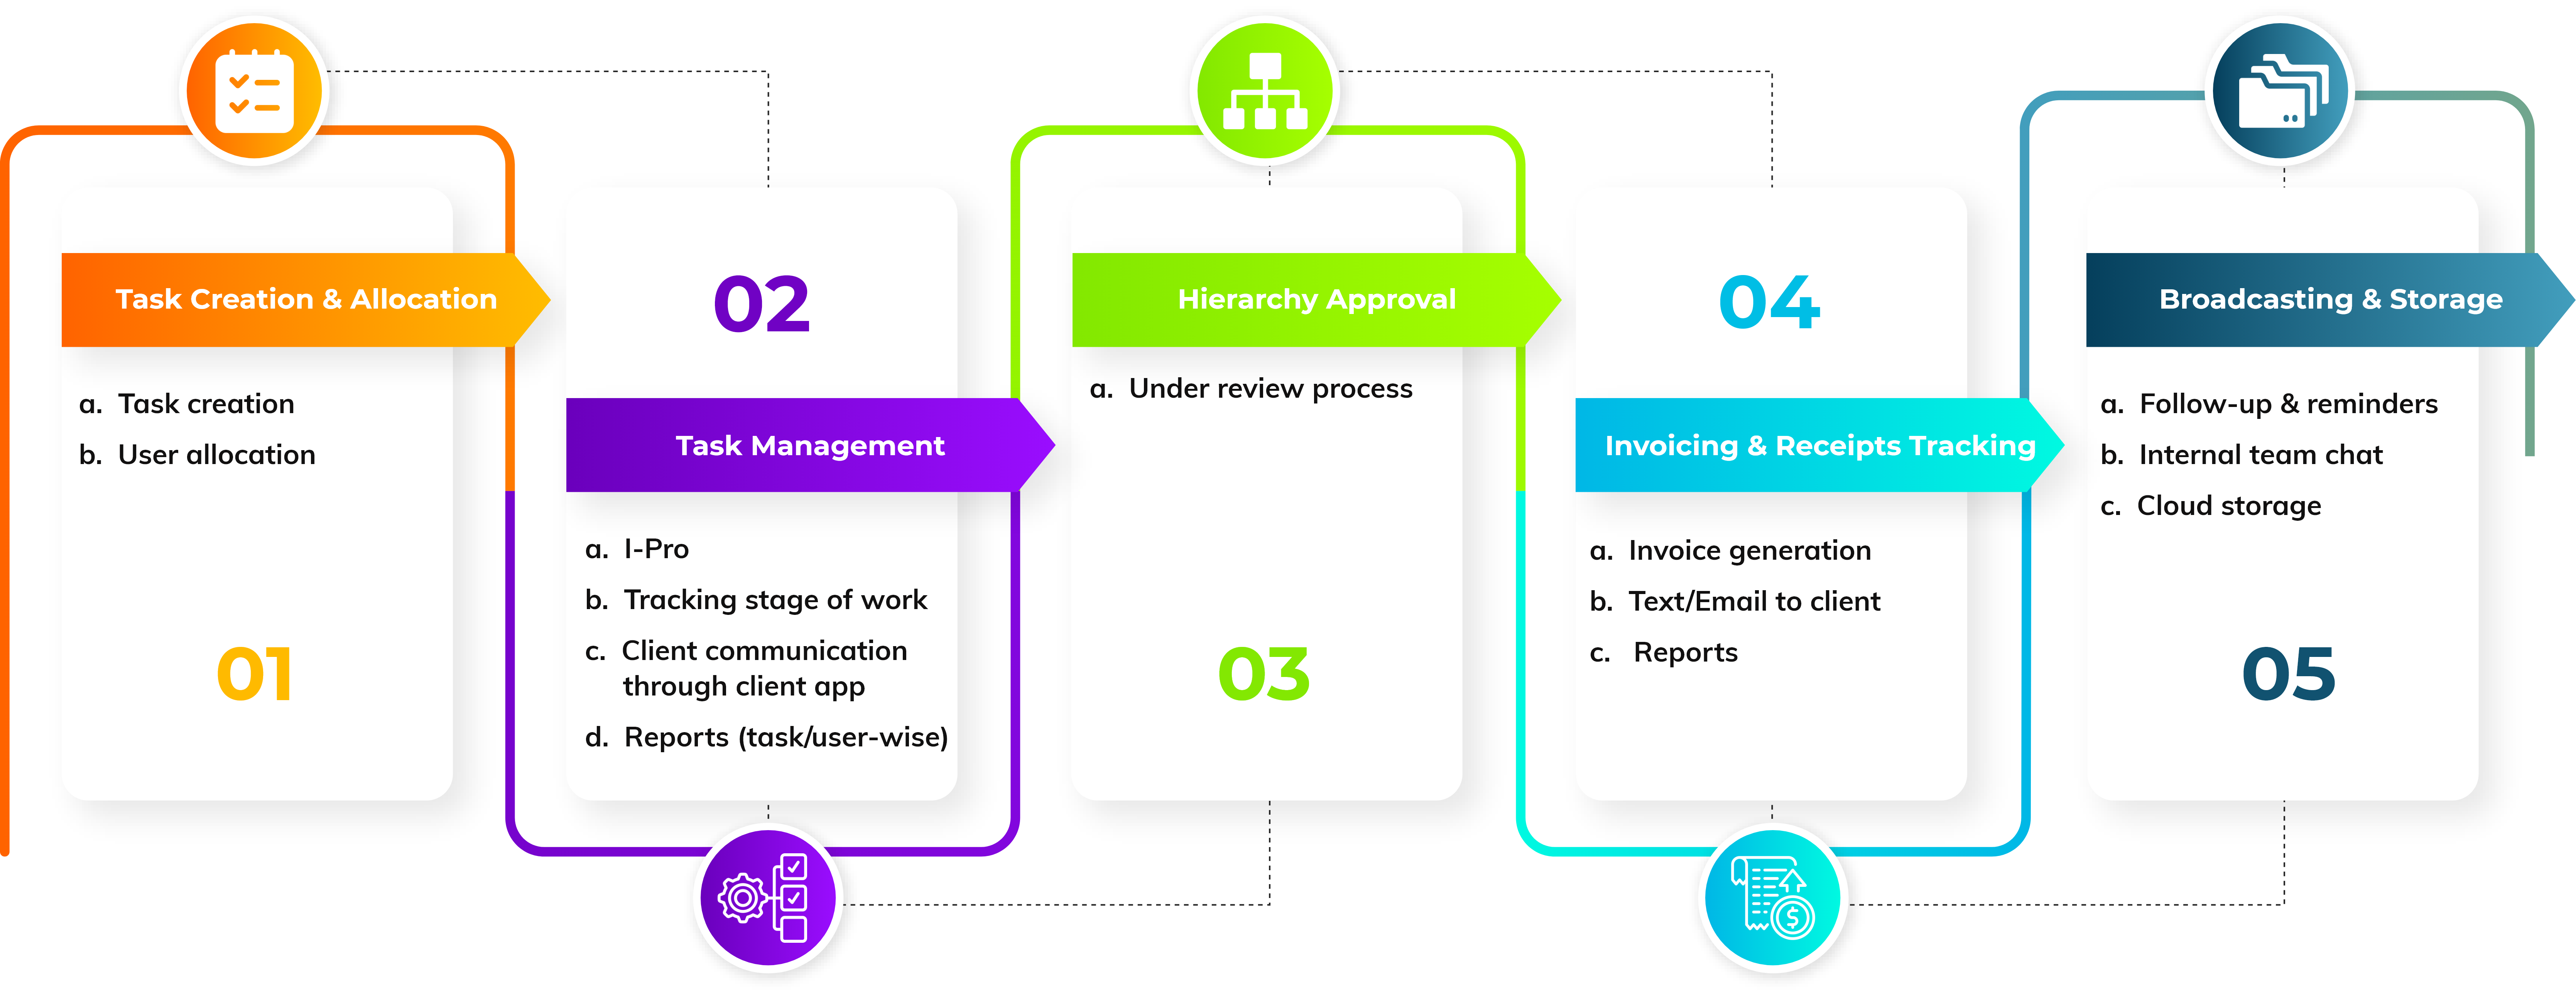 Task Creation & Allocation
a. Task creation
b. User allocation
01
02
Task Management
a. I-Pro
b. Tracking stage of work
c. Client communication
through client app
d. Reports (task/user-wise)
Hierarchy Approval
a. Under review process
03
04
Invoicing & Receipts Tracking
a. Invoice generation
b. Text/Email to client
c. Reports
Broadcasting & Storage
a. Follow-up & reminders
b. Internal team chat
c. Cloud storage
05